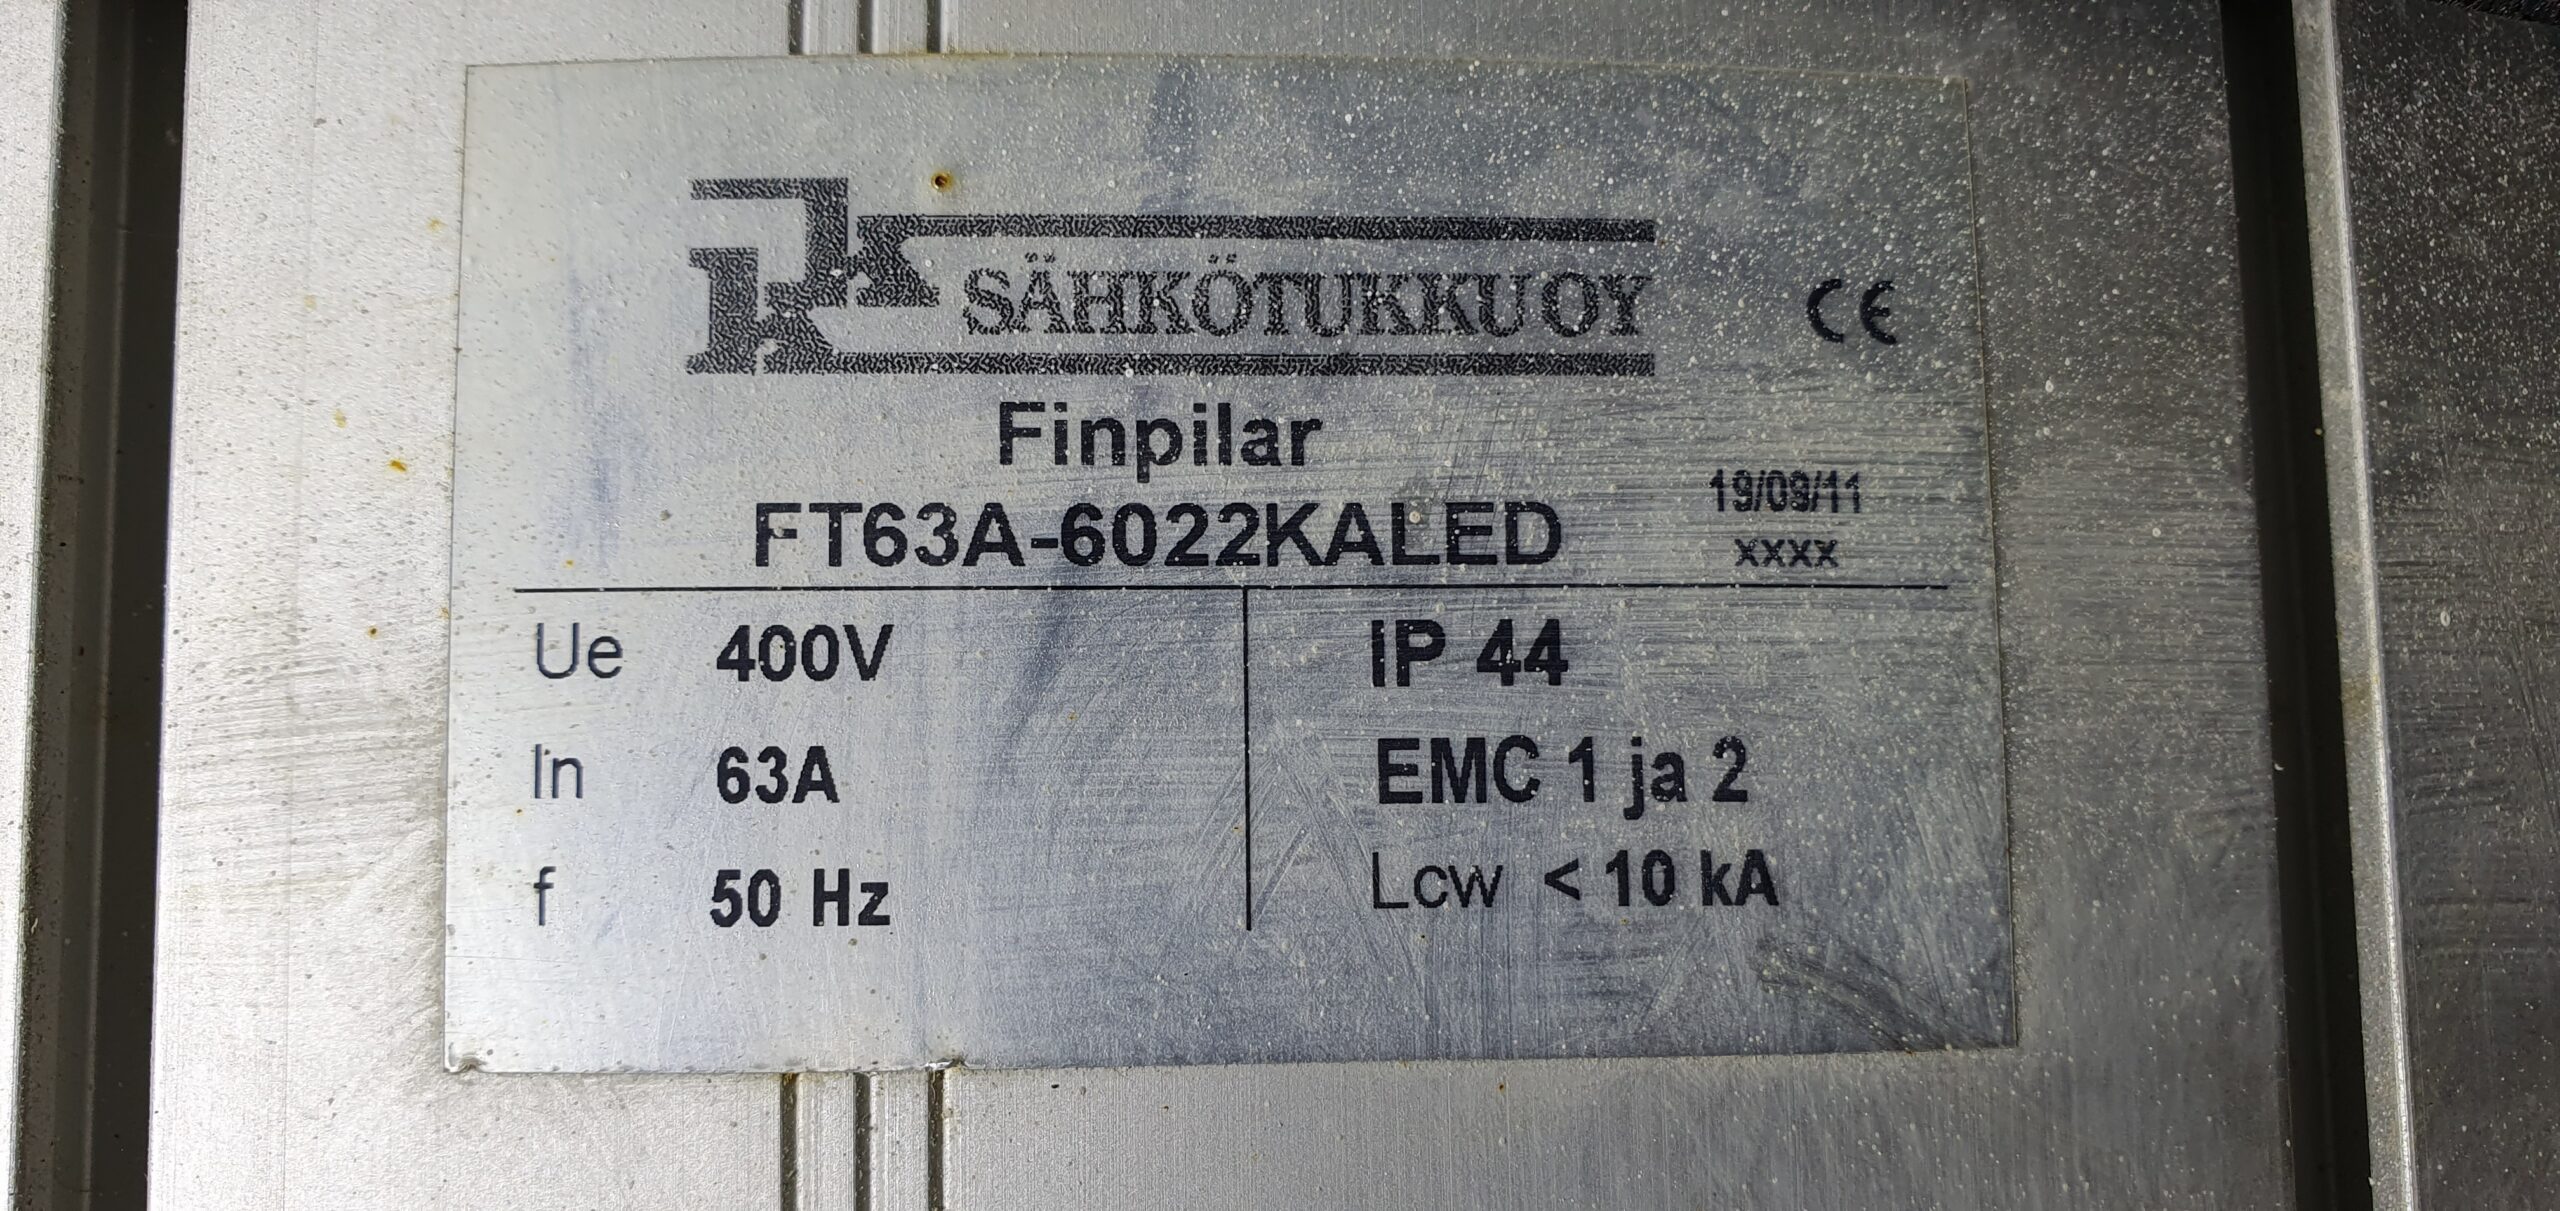 JKK SÄHKÖTUKKU OY
CE
Finpilar
19/09/11
FT63A-6022KALED
xxxx
Ue 400V
IP 44
In 63A
EMC 1 ja 2
f 50 Hz
Lcw < 10 kA